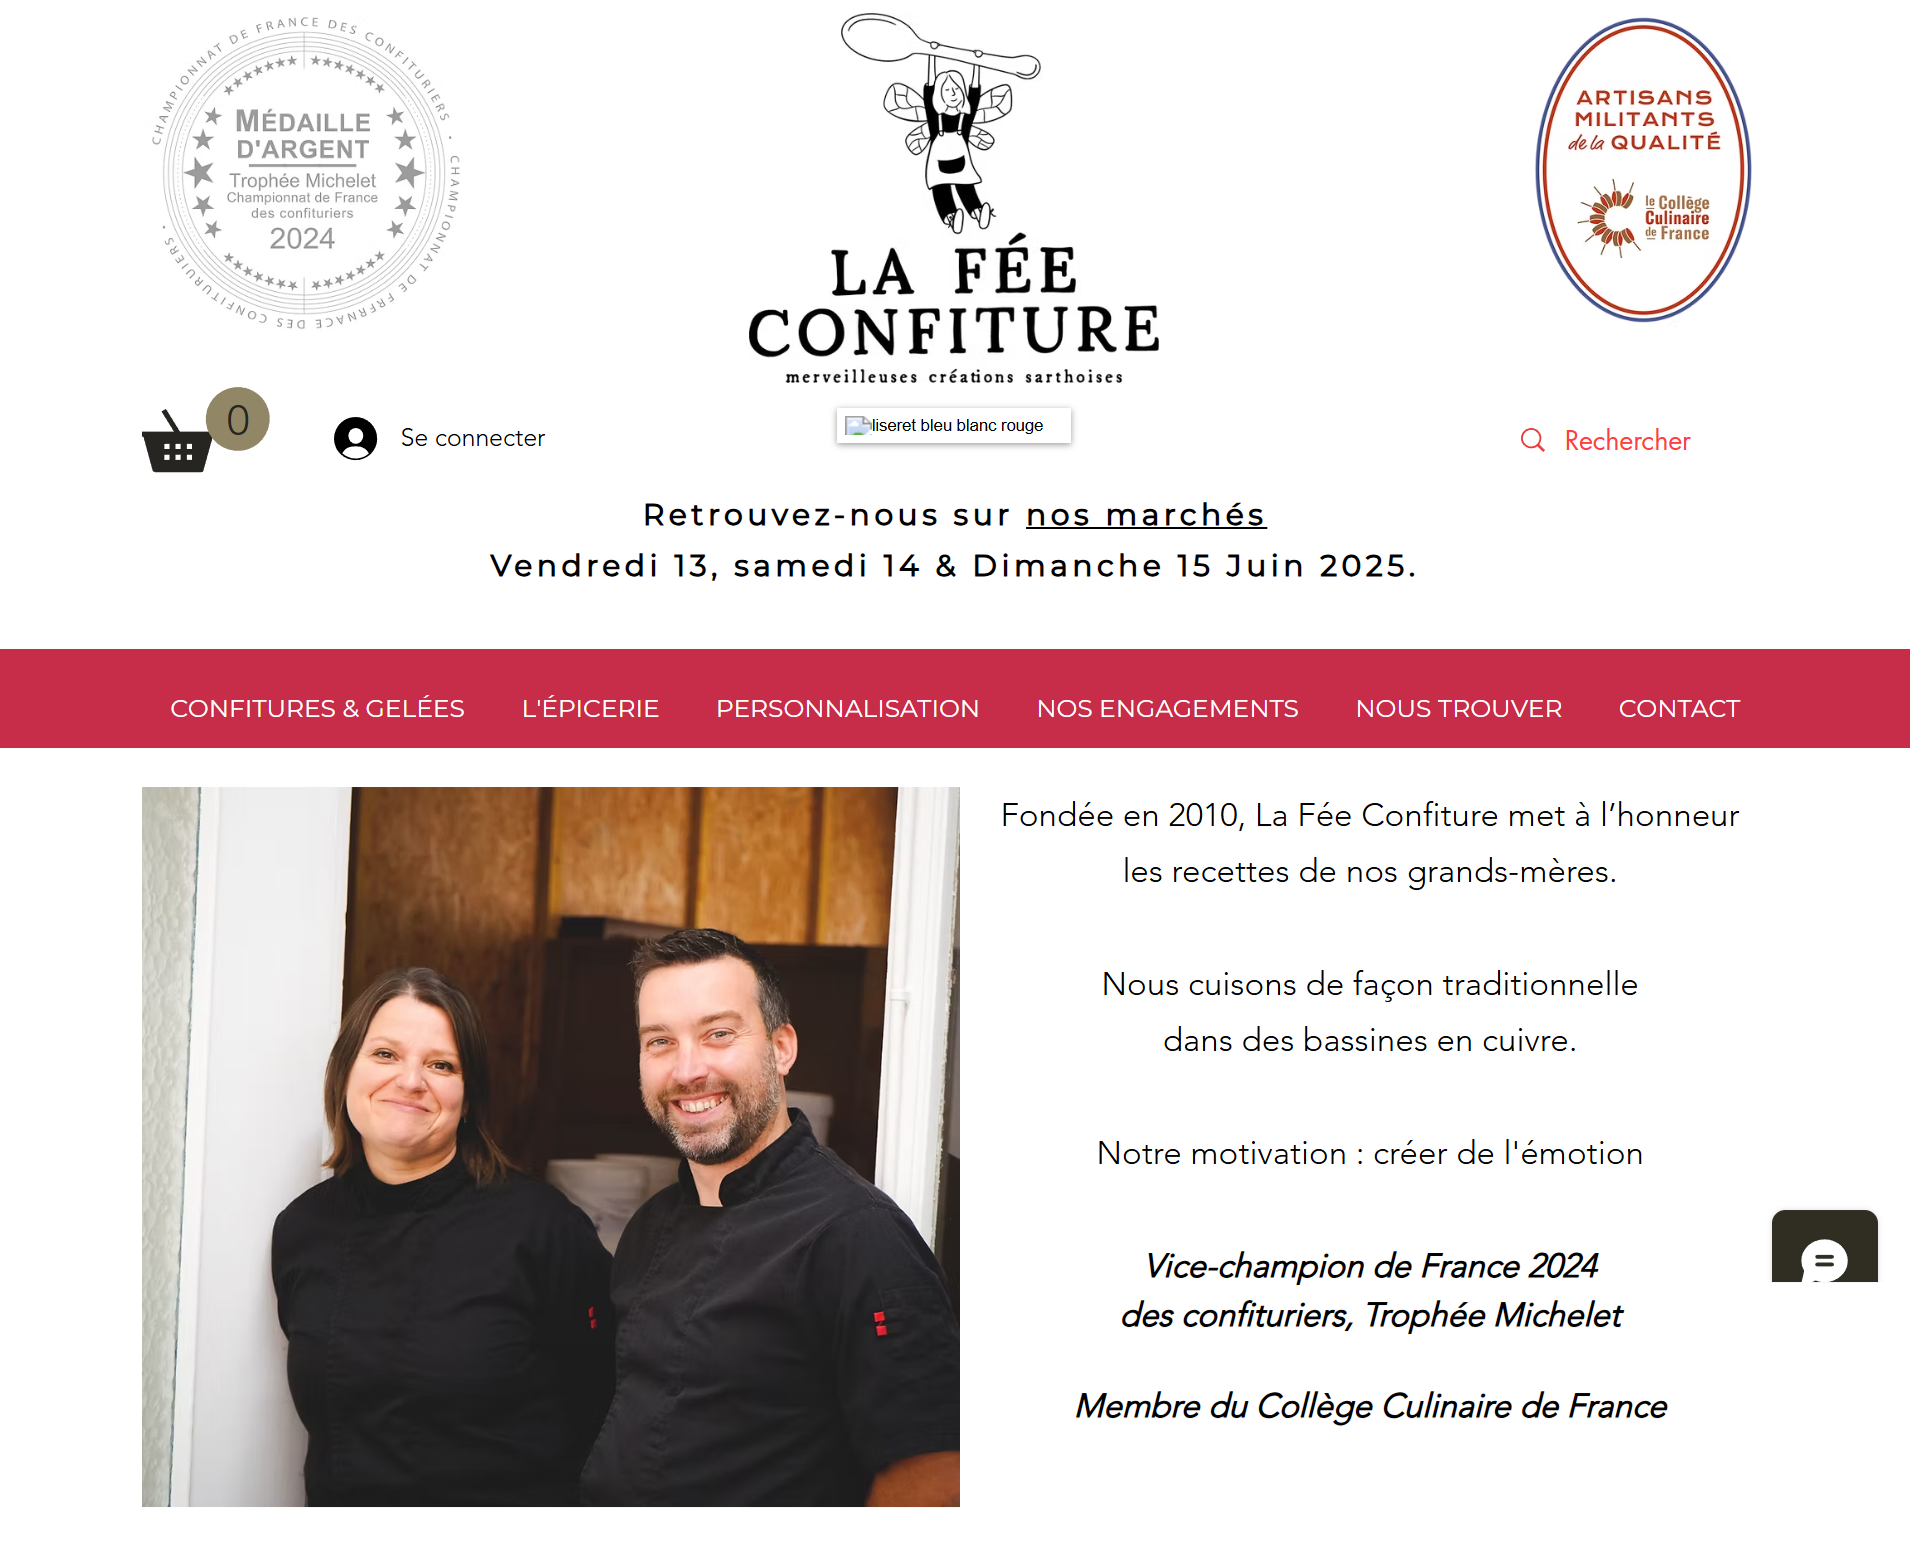 CHAMPIONNAT DE FRANCE DES CONFITURIERS • CHAMPIONNAT DE FRFRNACE DES CONFITURUIERS •
MÉDAILLE
D'ARGENT
Trophée Michelet
Championnat de France
des confituriers
2024
LA FÉE
CONFITURE
merveilleuses créations sarthoises
ARTISANS
MILITANTS
de la QUALITÉ
le Collège
Culinaire
de France
0
Se connecter
liseret bleu blanc rouge
Rechercher
Retrouvez-nous sur nos marchés
Vendredi 13, samedi 14 & Dimanche 15 Juin 2025.
CONFITURES & GELÉES L'ÉPICERIE PERSONNALISATION NOS ENGAGEMENTS NOUS TROUVER CONTACT
Fondée en 2010, La Fée Confiture met à l’honneur
les recettes de nos grands-mères.
Nous cuisons de façon traditionnelle
dans des bassines en cuivre.
Notre motivation : créer de l'émotion
Vice-champion de France 2024
des confituriers, Trophée Michelet
Membre du Collège Culinaire de France